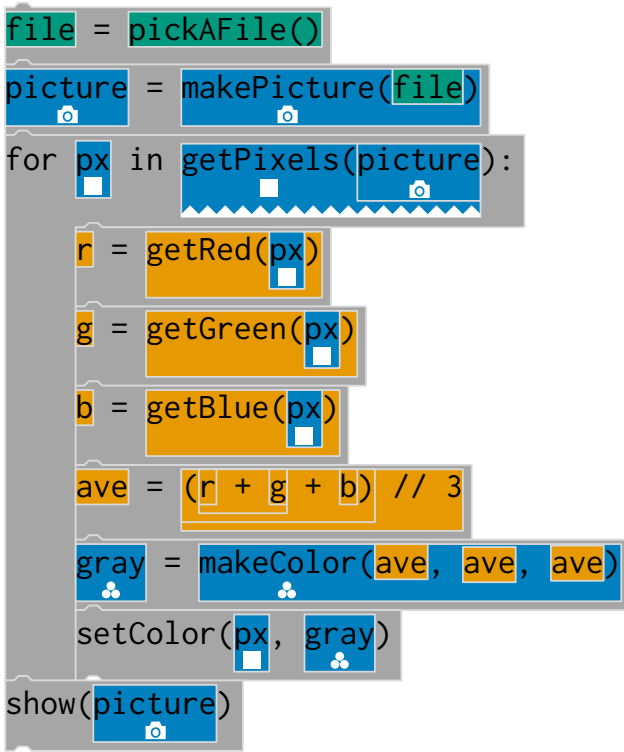 file = pickAFile()
picture = makePicture(file)
for px in getPixels(picture):
r = getRed(px)
g = getGreen(px)
b = getBlue(px)
ave = (r + g + b) // 3
gray = makeColor(ave, ave, ave)
setColor(px, gray)
show(picture)